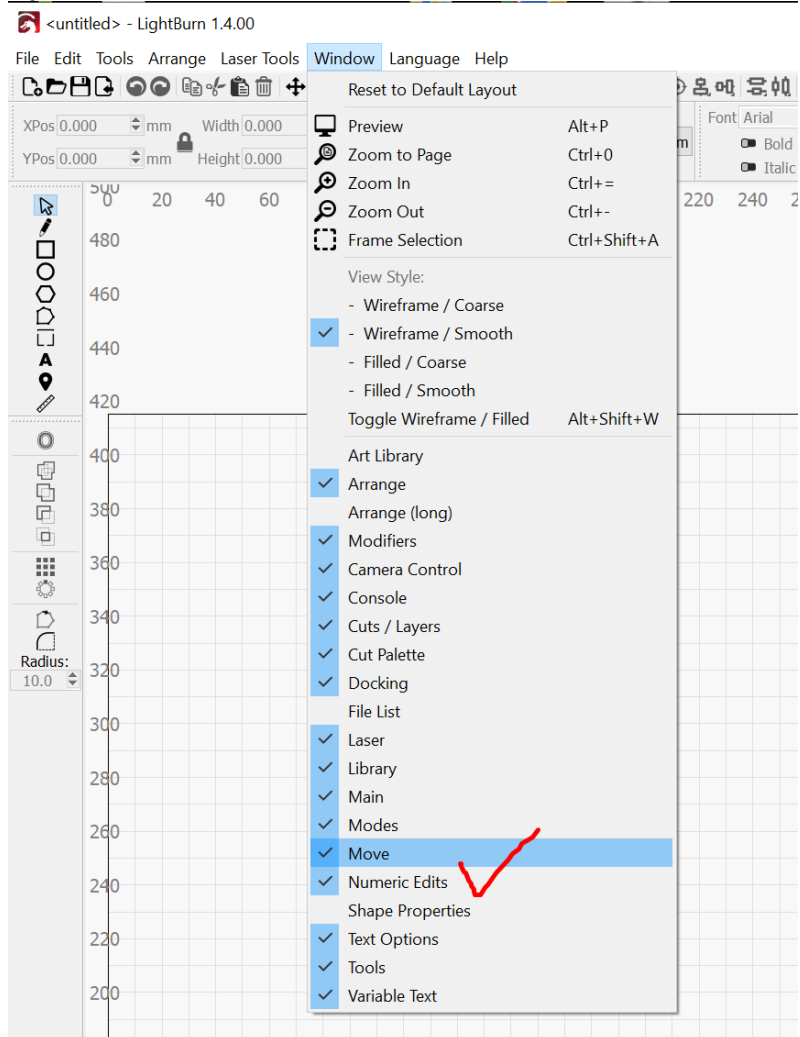 <untitled> - LightBurn 1.4.00
File Edit Tools Arrange Laser Tools Window Language Help
XPos 0.000 mm Width 0.000
YPos 0.000 mm Height 0.000
Font Arial
m
Bold
Italic
Reset to Default Layout
Preview Alt+P
Zoom to Page Ctrl+0
Zoom In Ctrl+=
Zoom Out Ctrl+-
Frame Selection Ctrl+Shift+A
View Style:
- Wireframe / Coarse
- Wireframe / Smooth
- Filled / Coarse
- Filled / Smooth
Toggle Wireframe / Filled Alt+Shift+W
Art Library
Arrange
Arrange (long)
Modifiers
Camera Control
Console
Cuts / Layers
Cut Palette
Docking
File List
Laser
Library
Main
Modes
Move
Numeric Edits
Shape Properties
Text Options
Tools
Variable Text
500
0 20 40 60 220 240 2
480
460
440
420
400
380
360
340
320
300
280
260
240
220
200
A
Radius:
10.0